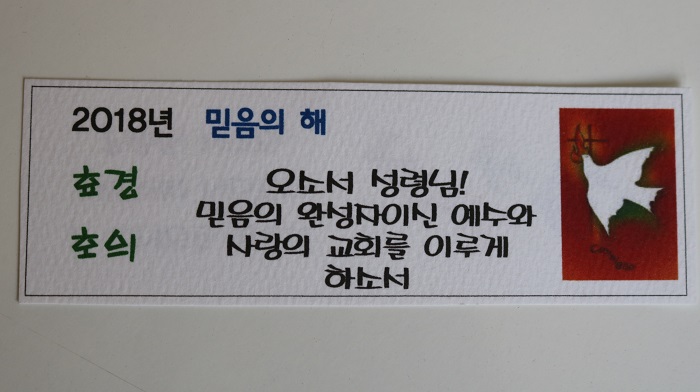 2018년 믿음의 해
효경
오소서 성령님!
믿음의 완성자이신 예수와
초의
사랑의 교회를 이루게
하소서